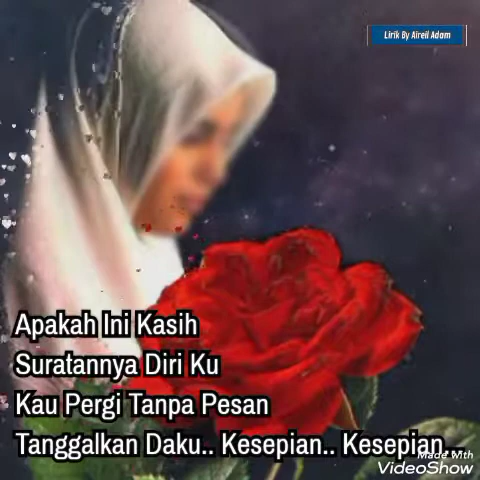 Lirik By Aireil Adam
Apakah Ini Kasih
Suratannya Diri Ku
Kau Pergi Tanpa Pesan
Tanggalkan Daku.. Kesepian.. Kesepian....
Made With
VideoShow